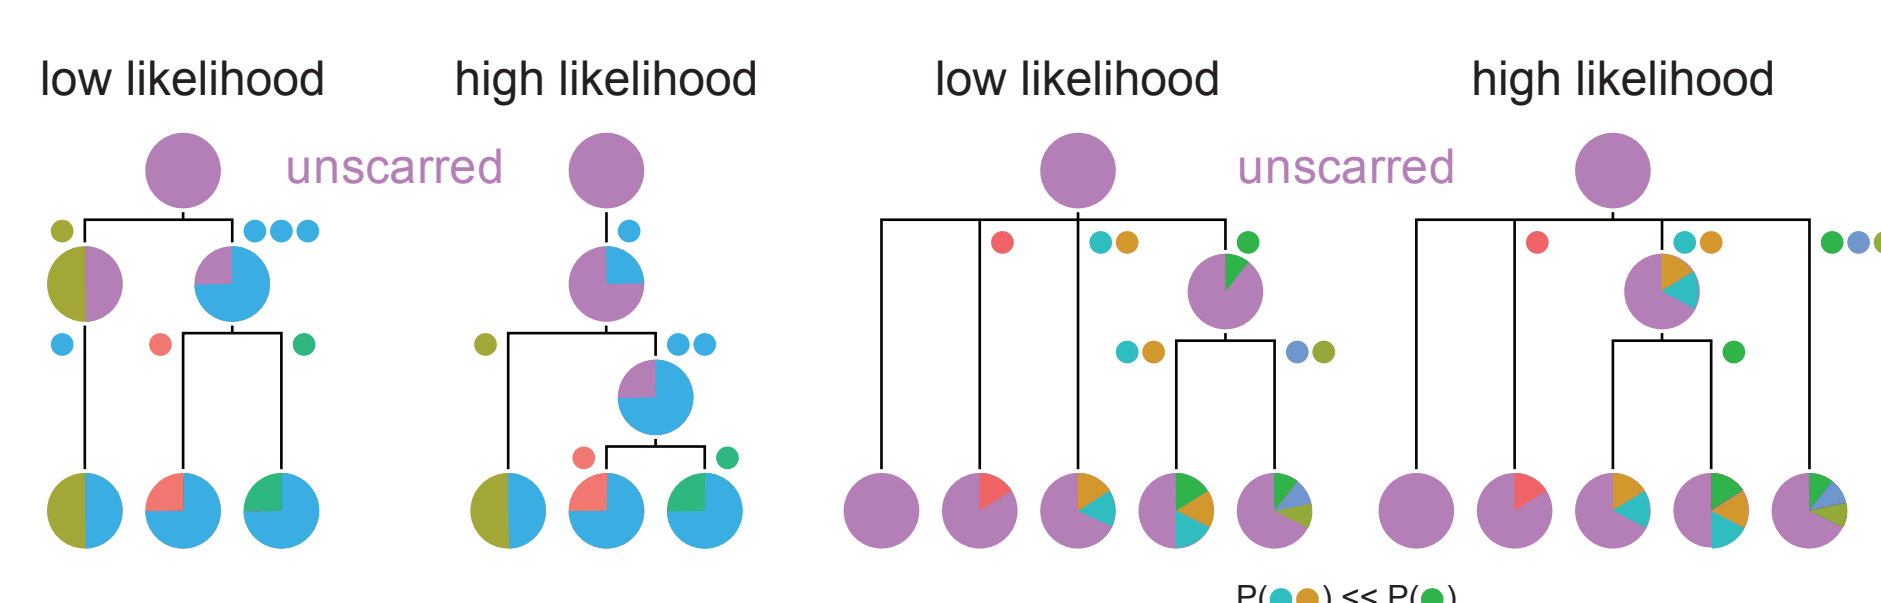 low likelihood
high likelihood
low likelihood
high likelihood
unscarred
unscarred
P( ) << P( )